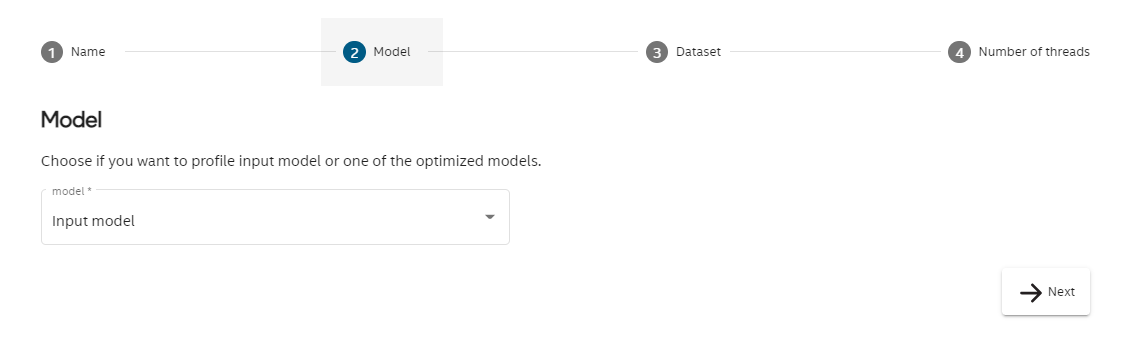 1 Name 2 Model 3 Dataset 4 Number of threads
Model
Choose if you want to profile input model or one of the optimized models.
model *
Input model
Next